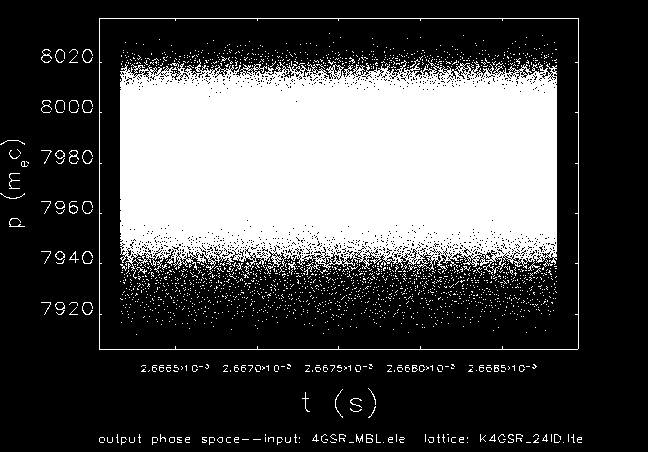 8020
8000
7980
7960
7940
7920
p (mₑc)
2.6665×10⁻³ 2.6670×10⁻³ 2.6675×10⁻³ 2.6680×10⁻³ 2.6685×10⁻³
t (s)
output phase space--input: 4GSR_MBL.ele lattice: K4GSR_24ID.lte